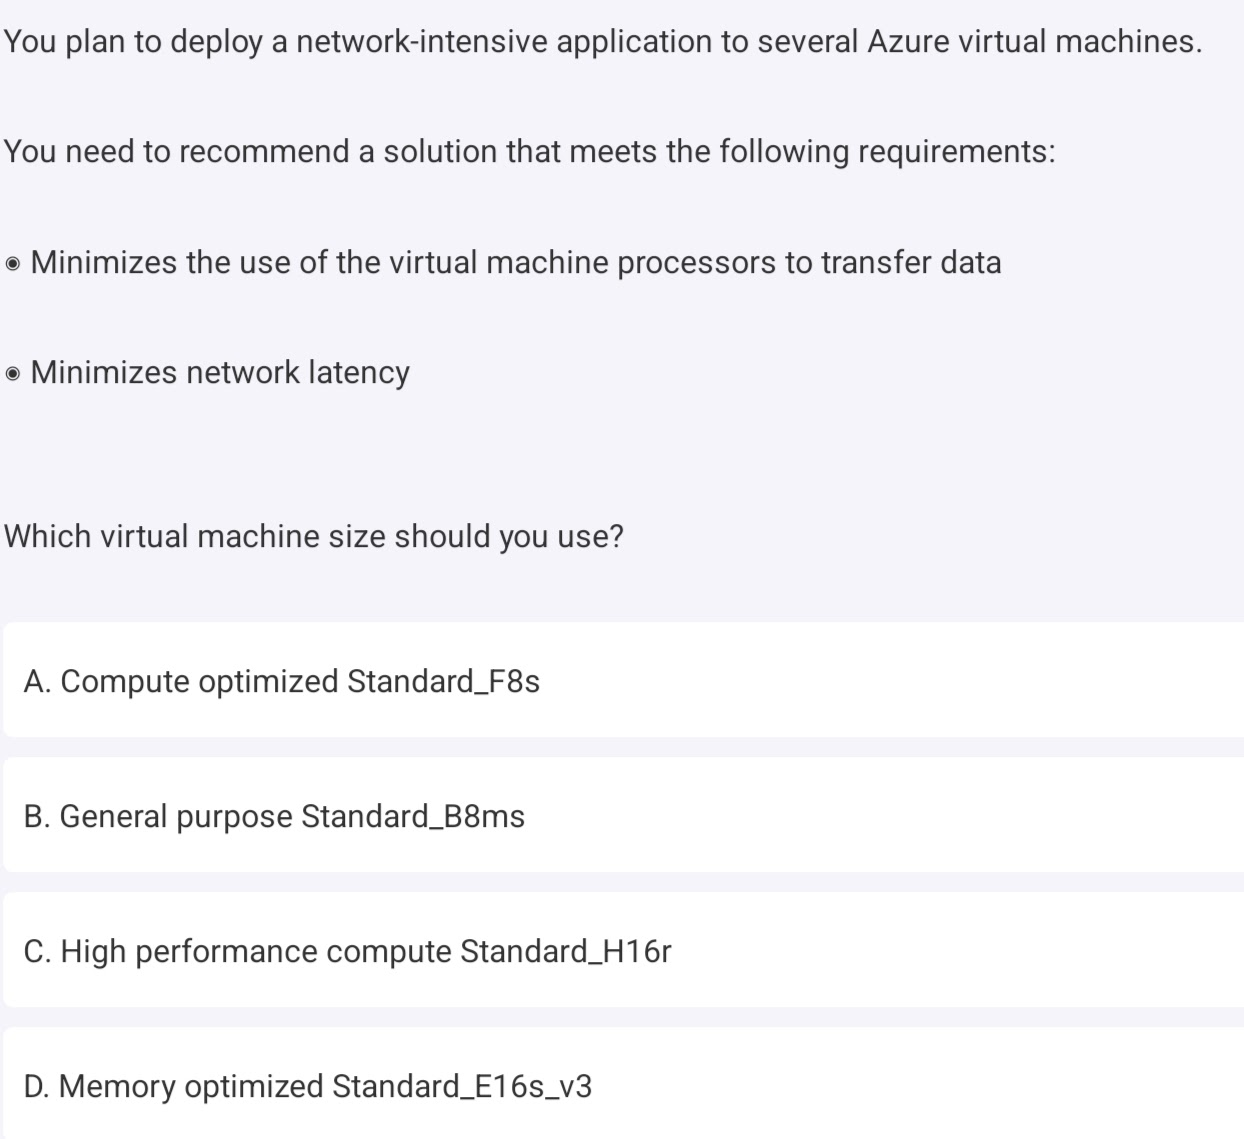 You plan to deploy a network-intensive application to several Azure virtual machines.
You need to recommend a solution that meets the following requirements:
◉ Minimizes the use of the virtual machine processors to transfer data
◉ Minimizes network latency
Which virtual machine size should you use?
A. Compute optimized Standard_F8s
B. General purpose Standard_B8ms
C. High performance compute Standard_H16r
D. Memory optimized Standard_E16s_v3